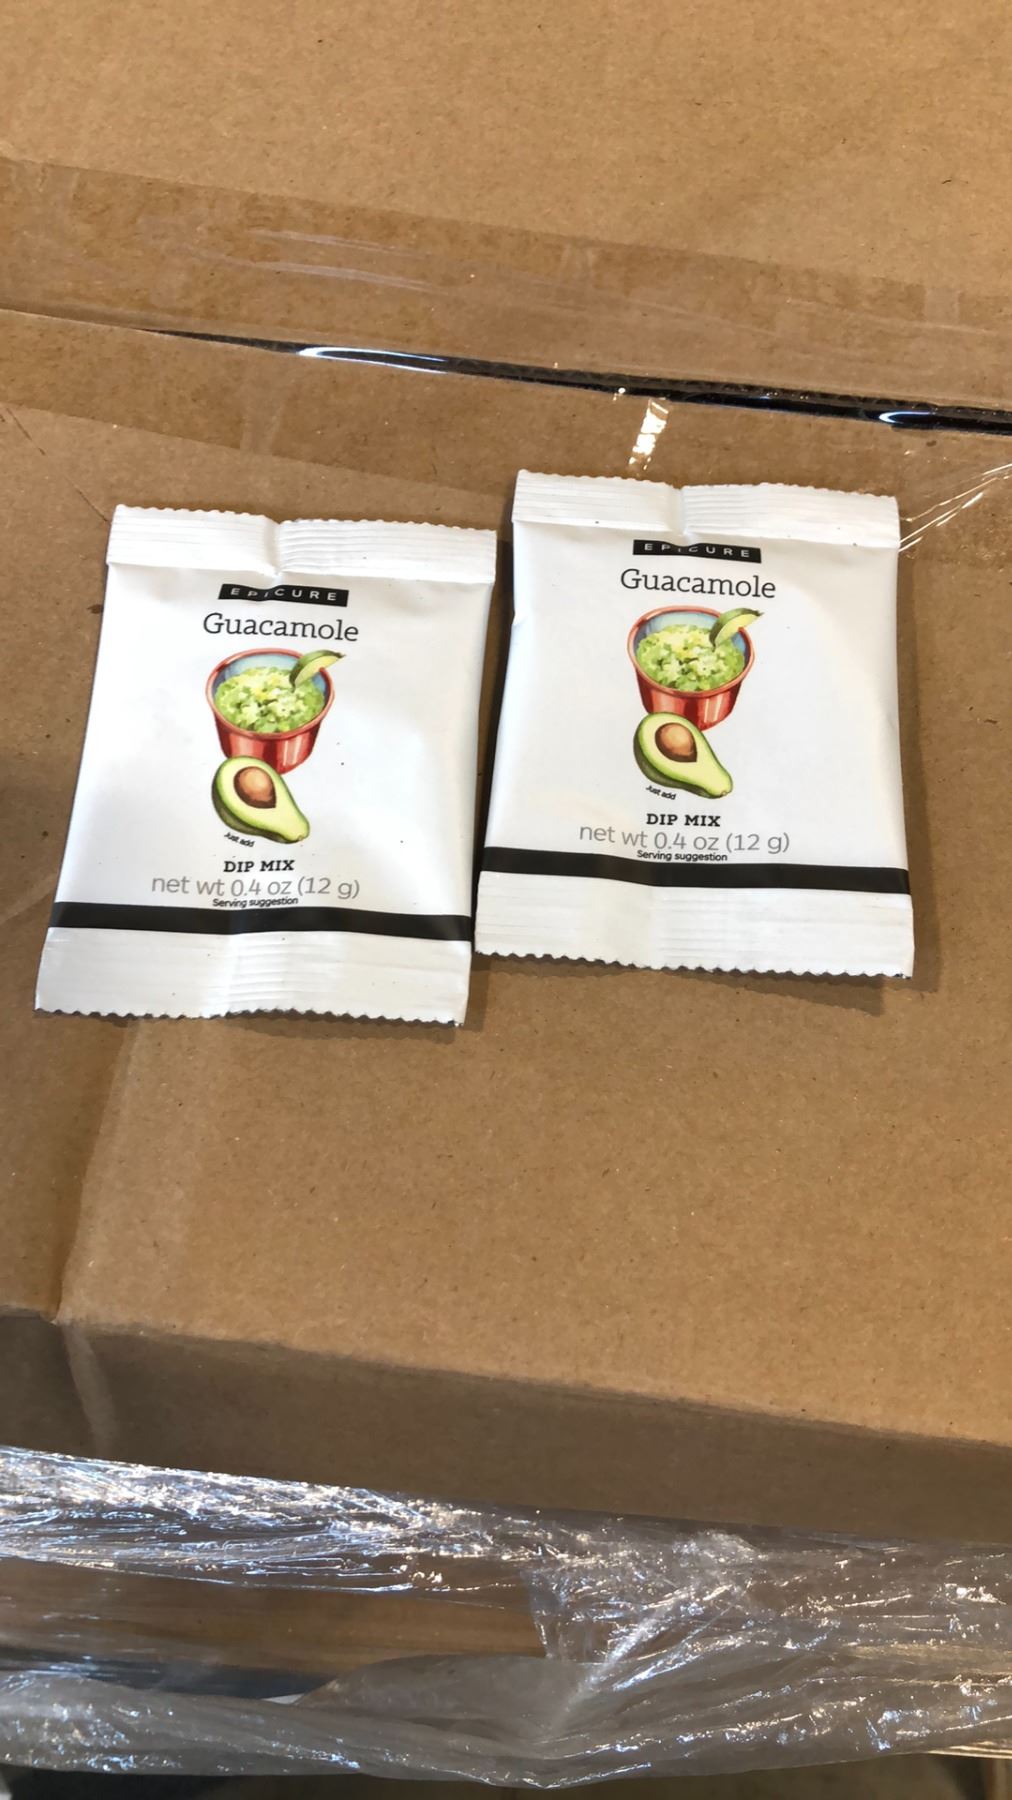 EPICURE
Guacamole
Just add
DIP MIX
net wt 0.4 oz (12 g)
Serving suggestion
EPICURE
Guacamole
Just add
DIP MIX
net wt 0.4 oz (12 g)
Serving suggestion